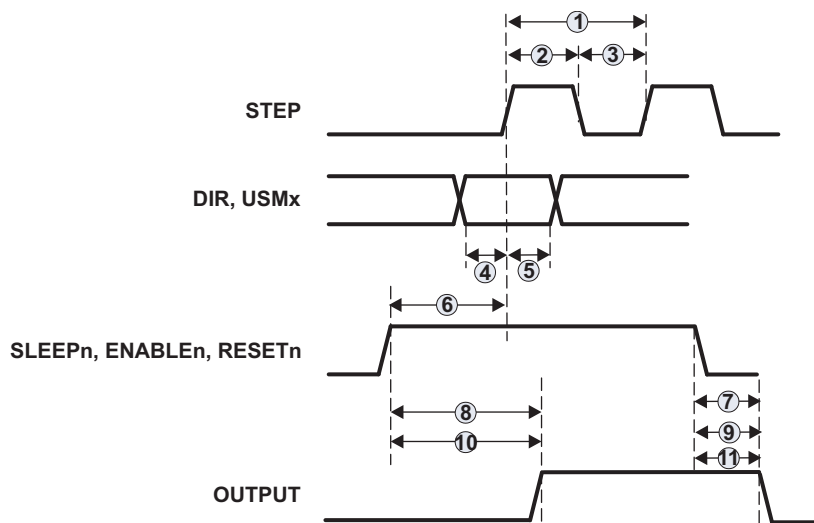 1
2
3
STEP
DIR, USMx
4
5
6
SLEEPn, ENABLEn, RESETn
7
8
9
10
11
OUTPUT